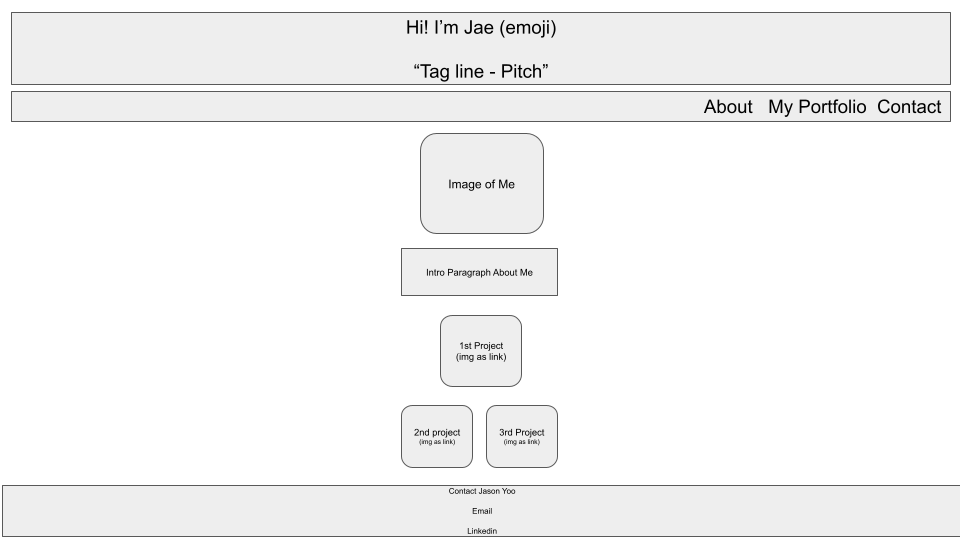 Hi! I’m Jae (emoji)
“Tag line - Pitch”
About My Portfolio Contact
Image of Me
Intro Paragraph About Me
1st Project
(img as link)
2nd project
(img as link)
3rd Project
(img as link)
Contact Jason Yoo
Email
Linkedin